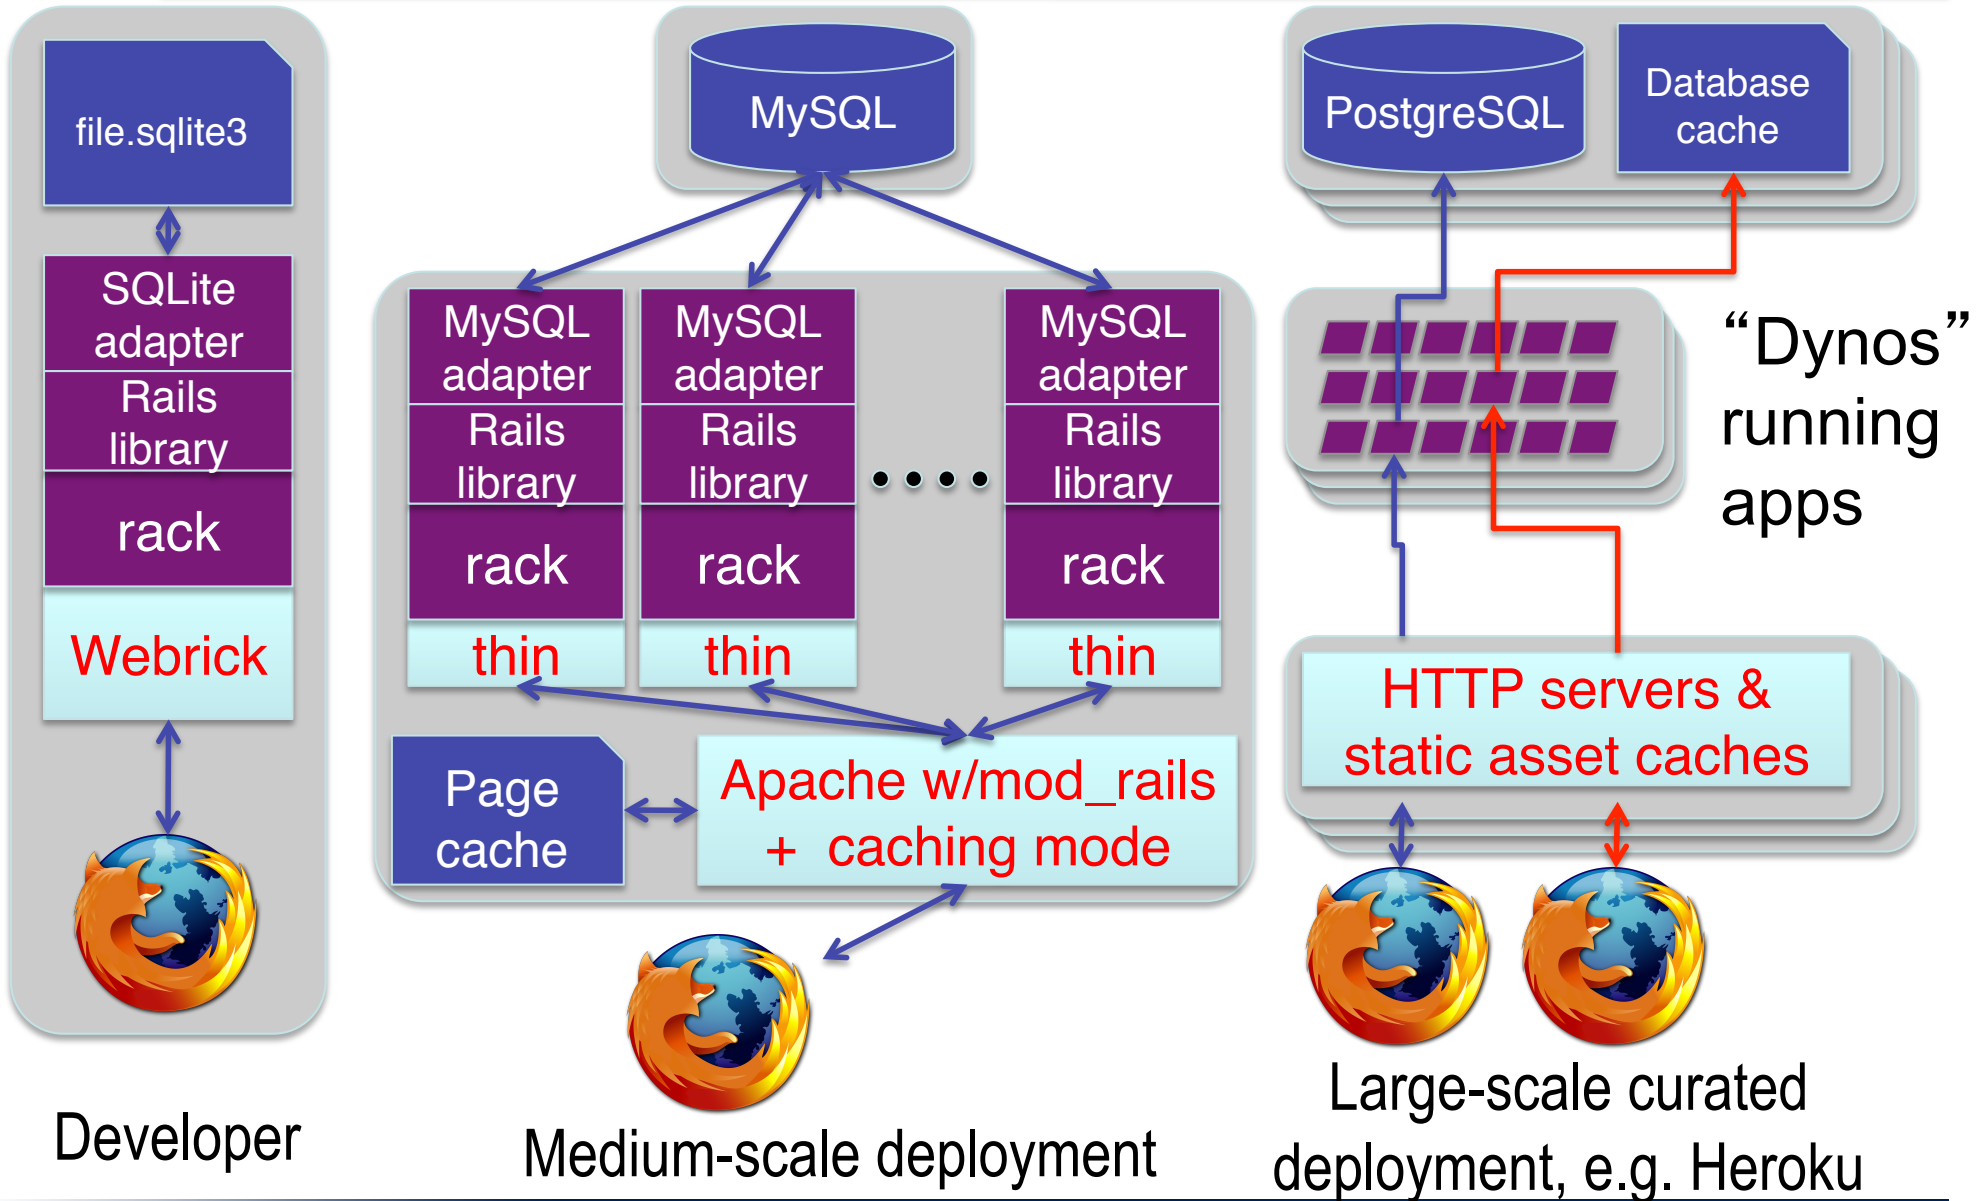 file.sqlite3
SQLite
adapter
Rails
library
rack
Webrick
Developer
MySQL
MySQL
adapter
Rails
library
rack
thin
MySQL
adapter
Rails
library
rack
thin
MySQL
adapter
Rails
library
rack
thin
Page
cache
Apache w/mod_rails
+ caching mode
Medium-scale deployment
PostgreSQL
Database
cache
“Dynos”
running
apps
HTTP servers &
static asset caches
Large-scale curated
deployment, e.g. Heroku